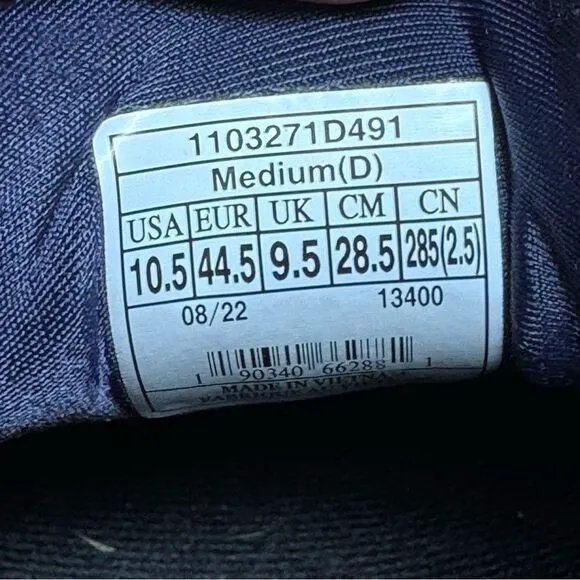 1103271D491
Medium(D)
USA EUR UK CM CN
10.5 44.5 9.5 28.5 285(2.5)
08/22 13400
1 90340 66288 1
MADE IN VIETNA